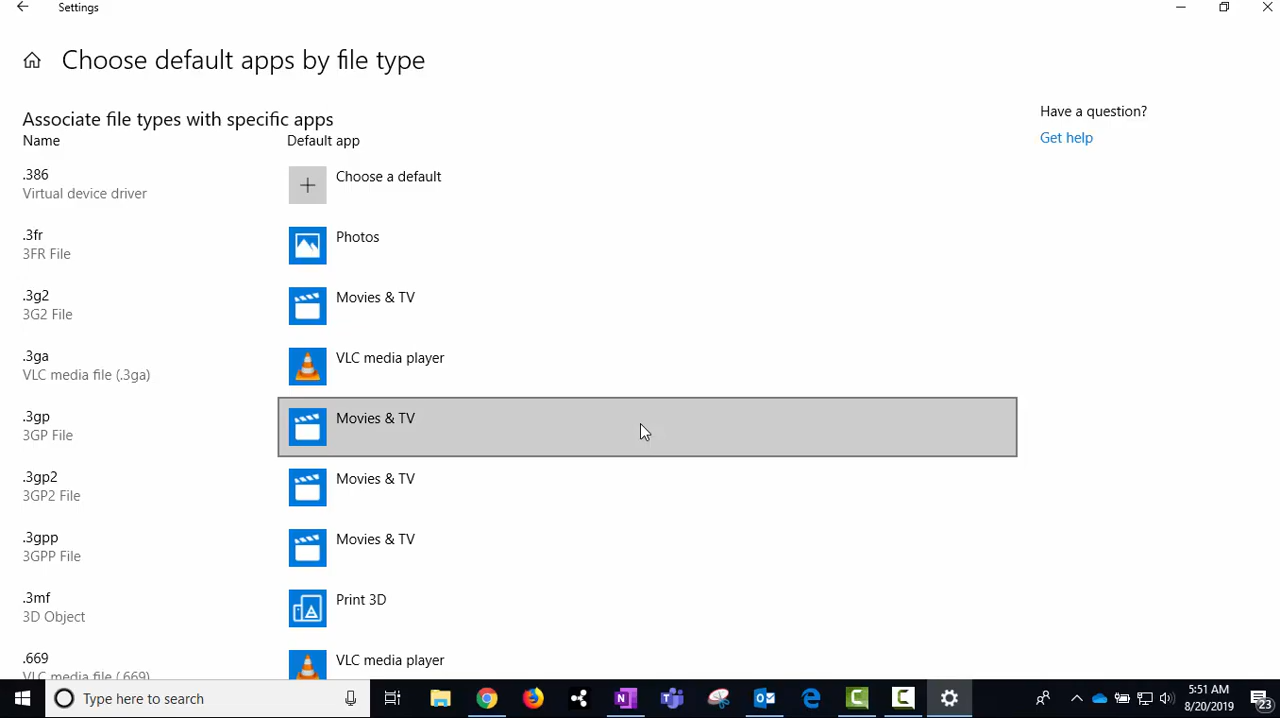 Settings
Choose default apps by file type
Associate file types with specific apps
Name Default app
Have a question?
Get help
.386
Virtual device driver
Choose a default
.3fr
3FR File
Photos
.3g2
3G2 File
Movies & TV
.3ga
VLC media file (.3ga)
VLC media player
.3gp
3GP File
Movies & TV
.3gp2
3GP2 File
Movies & TV
.3gpp
3GPP File
Movies & TV
.3mf
3D Object
Print 3D
.669
VLC media file (.669)
VLC media player
Type here to search
5:51 AM
8/20/2019
23